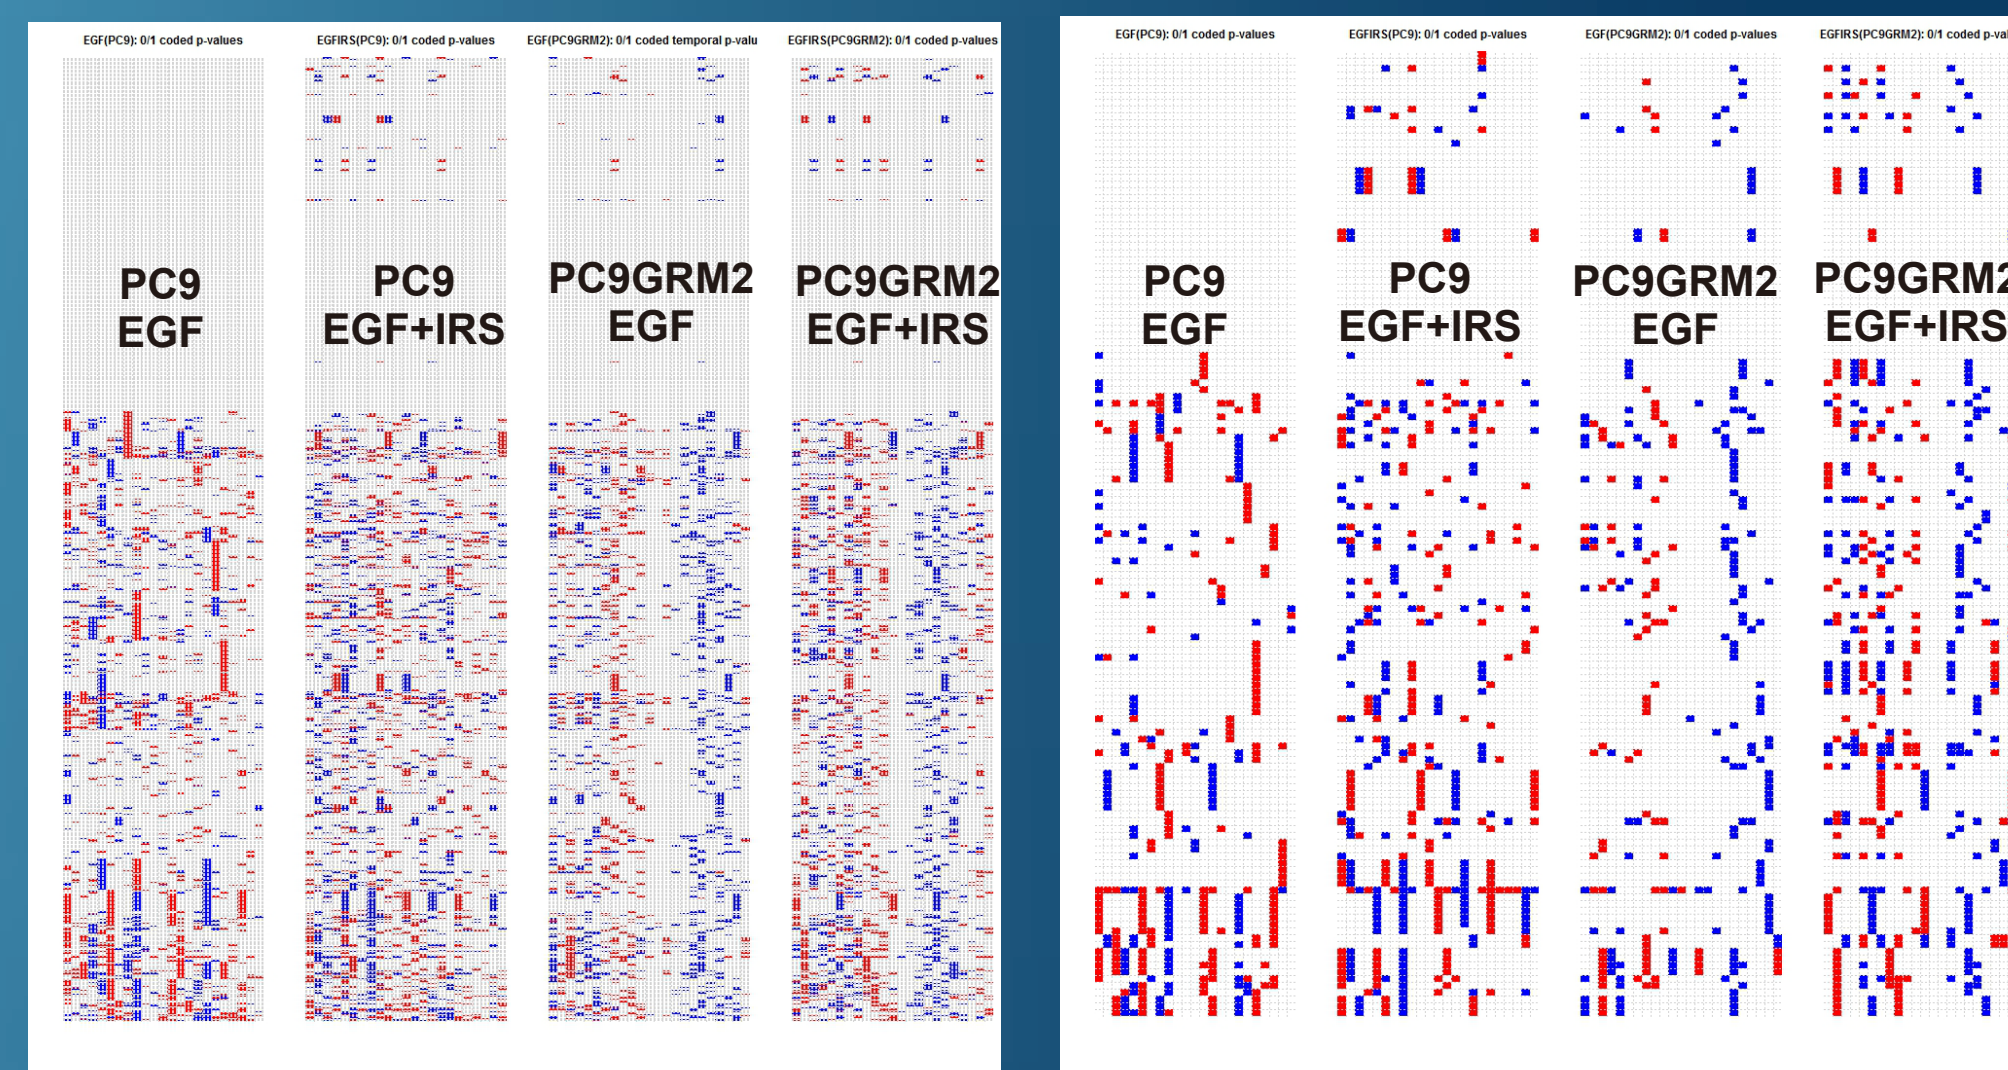 EGF(PC9): 0/1 coded p-values
EGFIRS(PC9): 0/1 coded p-values
EGF(PC9GRM2): 0/1 coded temporal p-valu
EGFIRS(PC9GRM2): 0/1 coded p-values
PC9
EGF
PC9
EGF+IRS
PC9GRM2
EGF
PC9GRM2
EGF+IRS
EGF(PC9): 0/1 coded p-values
EGFIRS(PC9): 0/1 coded p-values
EGF(PC9GRM2): 0/1 coded p-values
EGFIRS(PC9GRM2): 0/1 coded p-val
PC9
EGF
PC9
EGF+IRS
PC9GRM2
EGF
PC9GRM2
EGF+IRS